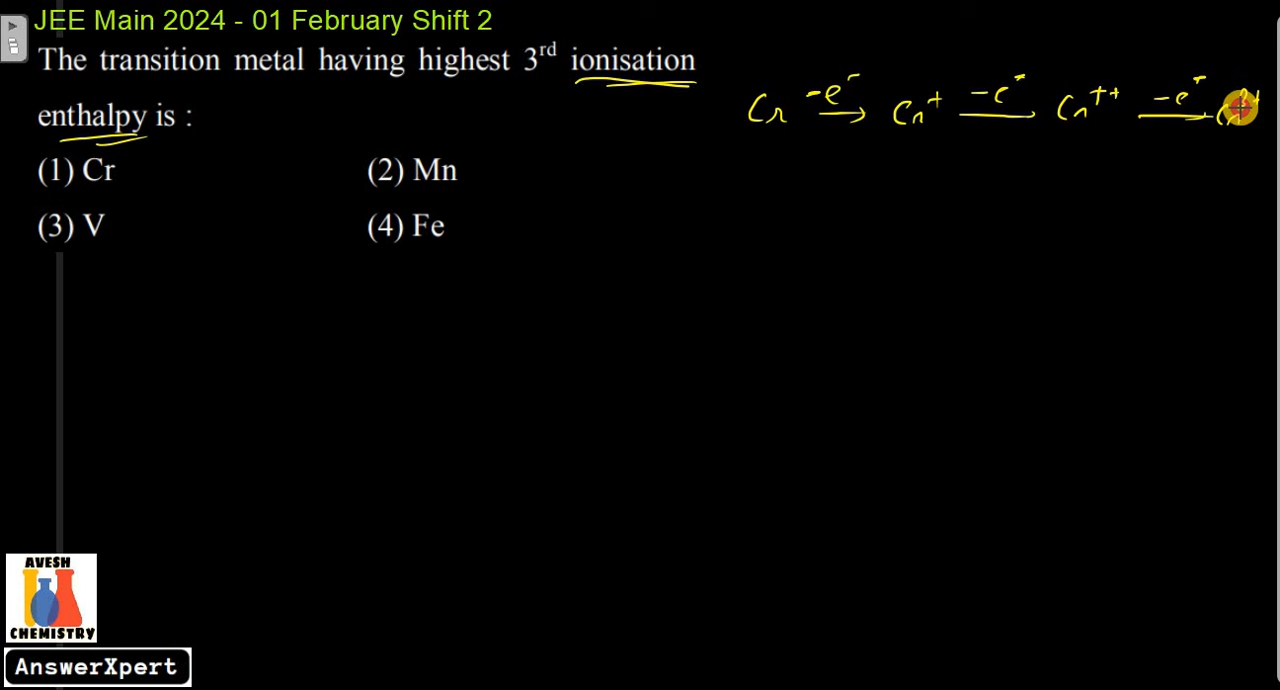 JEE Main 2024 - 01 February Shift 2
The transition metal having highest 3rd ionisation
enthalpy is :
Cr -e⁻ → Cr⁺ -e⁻ → Cr⁺⁺ -e⁻ →
(1) Cr (2) Mn
(3) V (4) Fe
AVESH
CHEMISTRY
AnswerXpert